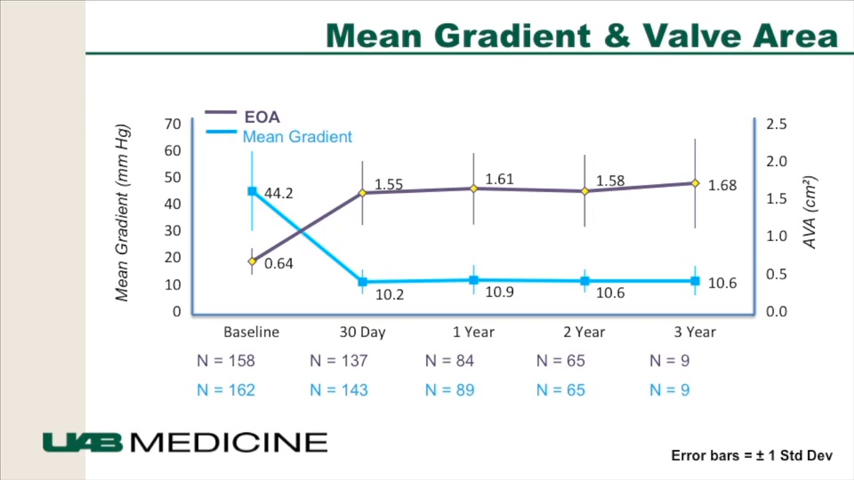 Mean Gradient & Valve Area
EOA
Mean Gradient
Mean Gradient (mm Hg)
70
60
50
40
30
20
10
0
44.2
0.64
1.55
1.61
1.58
1.68
10.2
10.9
10.6
10.6
2.5
2.0
1.5
1.0
0.5
0.0
AVA (cm²)
Baseline 30 Day 1 Year 2 Year 3 Year
N = 158 N = 137 N = 84 N = 65 N = 9
N = 162 N = 143 N = 89 N = 65 N = 9
UAB MEDICINE
Error bars = ± 1 Std Dev